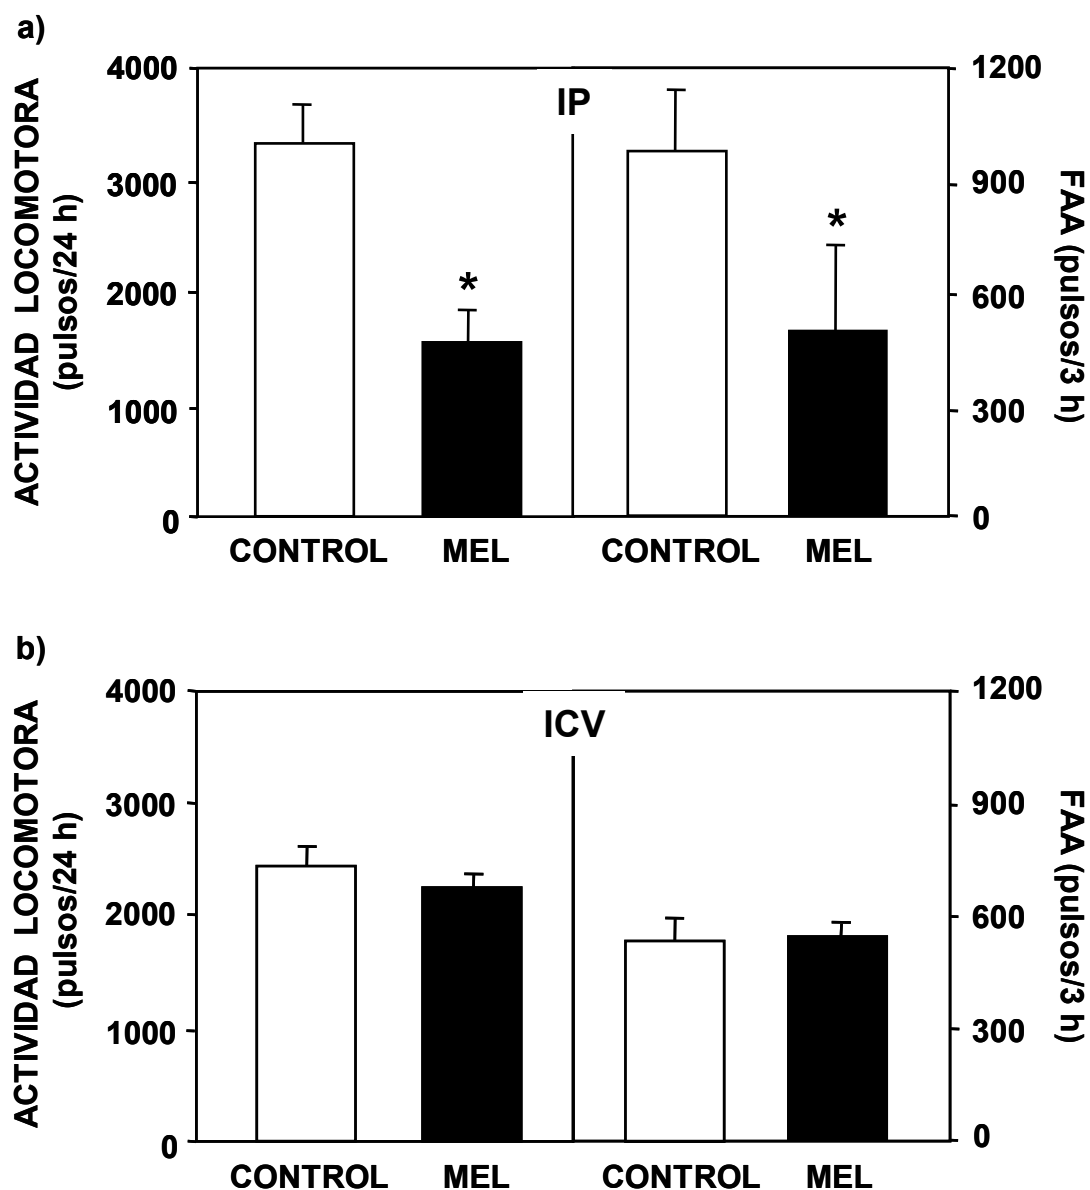 a)
ACTIVIDAD LOCOMOTORA
(pulsos/24 h)
4000
3000
2000
1000
0
IP
*
*
1200
900
600
300
0
FAA (pulsos/3 h)
CONTROL MEL CONTROL MEL
b)
ACTIVIDAD LOCOMOTORA
(pulsos/24 h)
4000
3000
2000
1000
0
ICV
1200
900
600
300
0
FAA (pulsos/3 h)
CONTROL MEL CONTROL MEL